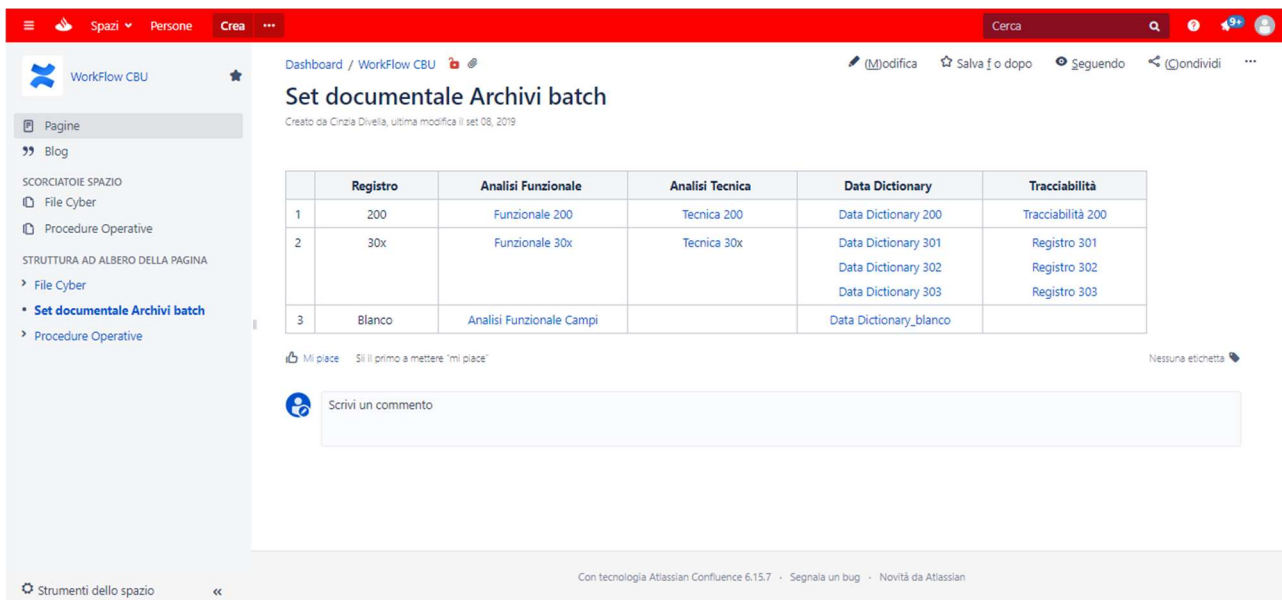 Spazi Persone Crea ··· Cerca 9+
WorkFlow CBU
Pagine
Blog
SCORCIATOIE SPAZIO
File Cyber
Procedure Operative
STRUTTURA AD ALBERO DELLA PAGINA
File Cyber
Set documentale Archivi batch
Procedure Operative
Strumenti dello spazio «
Dashboard / WorkFlow CBU
(M)odifica Salva f o dopo Seguendo (C)ondividi ···
Set documentale Archivi batch
Creato da Cinzia Divella, ultima modifica il set 08, 2019
Registro Analisi Funzionale Analisi Tecnica Data Dictionary Tracciabilità
1 200 Funzionale 200 Tecnica 200 Data Dictionary 200 Tracciabilità 200
2 30x Funzionale 30x Tecnica 30x Data Dictionary 301 Registro 301
Data Dictionary 302 Registro 302
Data Dictionary 303 Registro 303
3 Blanco Analisi Funzionale Campi Data Dictionary_blanco
Mi piace Sii il primo a mettere "mi piace" Nessuna etichetta
Scrivi un commento
Con tecnologia Atlassian Confluence 6.15.7 · Segnala un bug · Novità da Atlassian